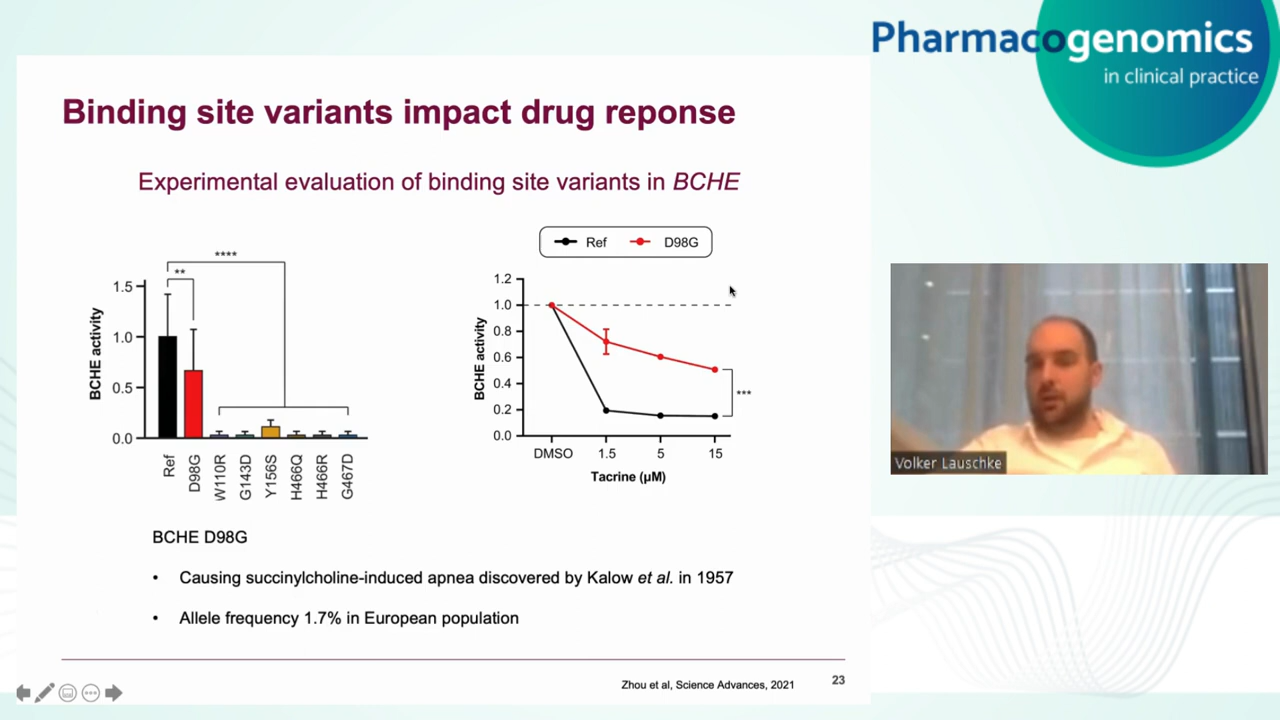 Pharmacogenomics
in clinical practice
Binding site variants impact drug reponse
Experimental evaluation of binding site variants in BCHE
****
**
1.5
1.0
0.5
0.0
BCHE activity
Ref
D98G
W110R
G143D
Y156S
H466Q
H466R
G467D
Ref D98G
1.2
1.0
0.8
0.6
0.4
0.2
0.0
BCHE activity
***
DMSO 1.5 5 15
Tacrine (µM)
BCHE D98G
• Causing succinylcholine-induced apnea discovered by Kalow et al. in 1957
• Allele frequency 1.7% in European population
Zhou et al, Science Advances, 2021
23
Volker Lauschke